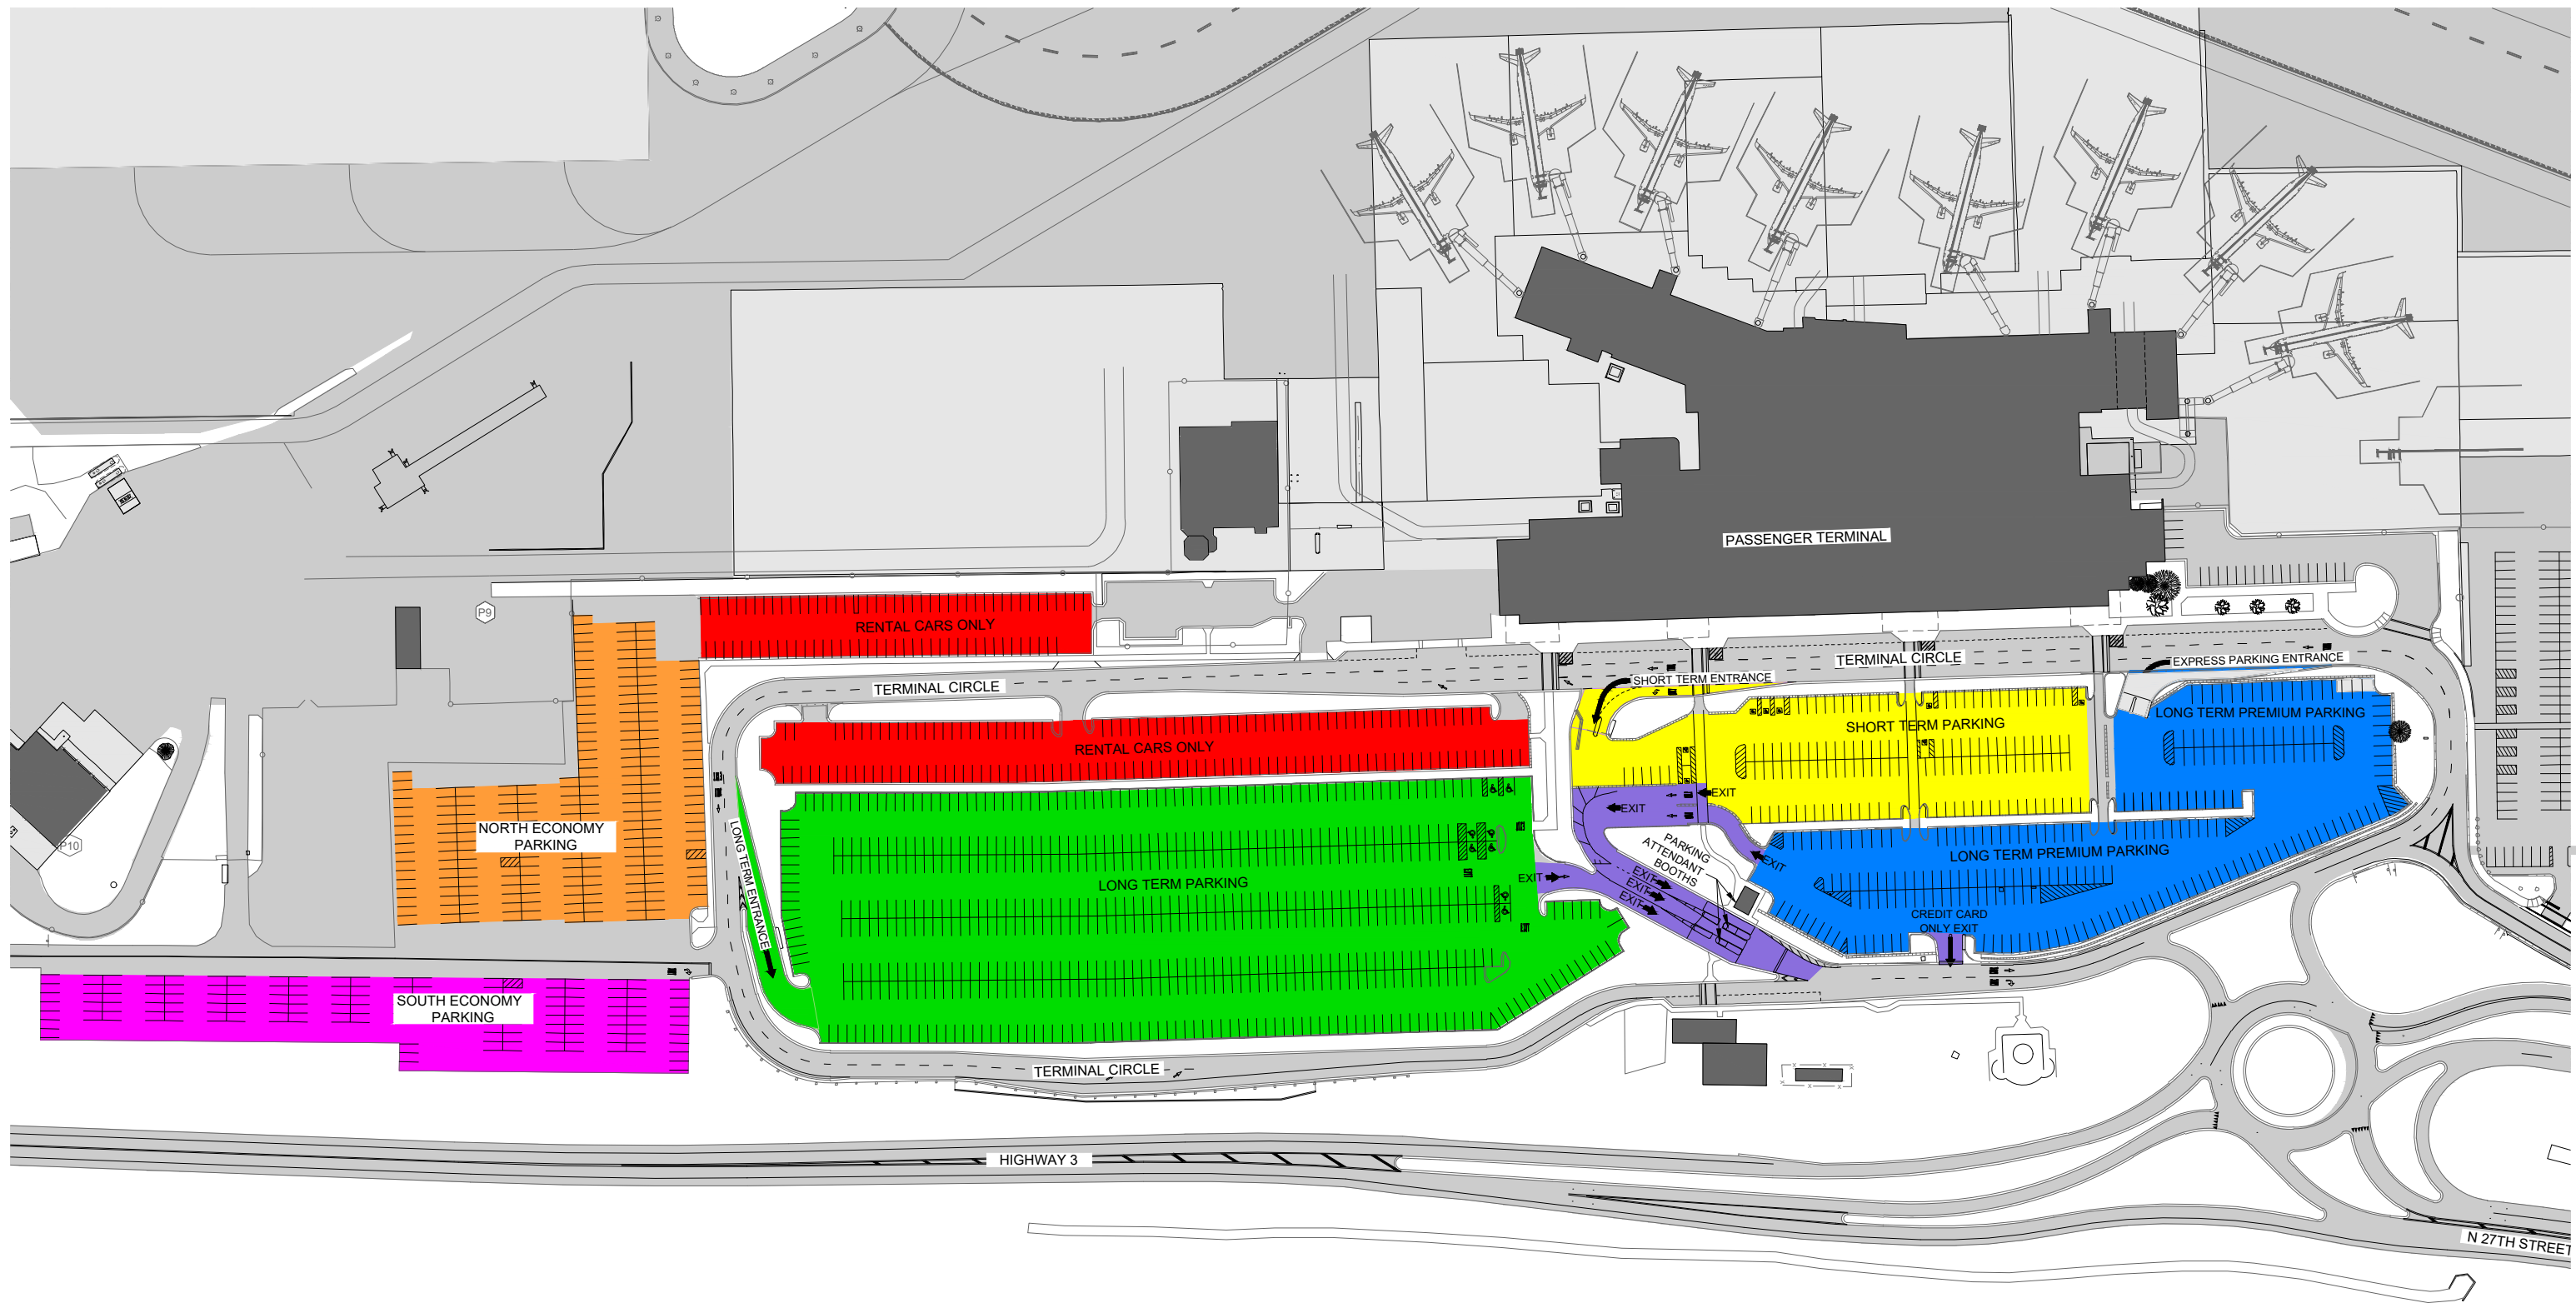 PASSENGER TERMINAL
P9
RENTAL CARS ONLY
TERMINAL CIRCLE
EXPRESS PARKING ENTRANCE
SHORT TERM ENTRANCE
TERMINAL CIRCLE
LONG TERM PREMIUM PARKING
SHORT TERM PARKING
RENTAL CARS ONLY
EXIT
EXIT
NORTH ECONOMY
PARKING
P10
LONG TERM ENTRANCE
PARKING
ATTENDANT
BOOTHS
LONG TERM PREMIUM PARKING
EXIT
EXIT
LONG TERM PARKING
EXIT
EXIT
EXIT
CREDIT CARD
ONLY EXIT
SOUTH ECONOMY
PARKING
TERMINAL CIRCLE
HIGHWAY 3
N 27TH STREET